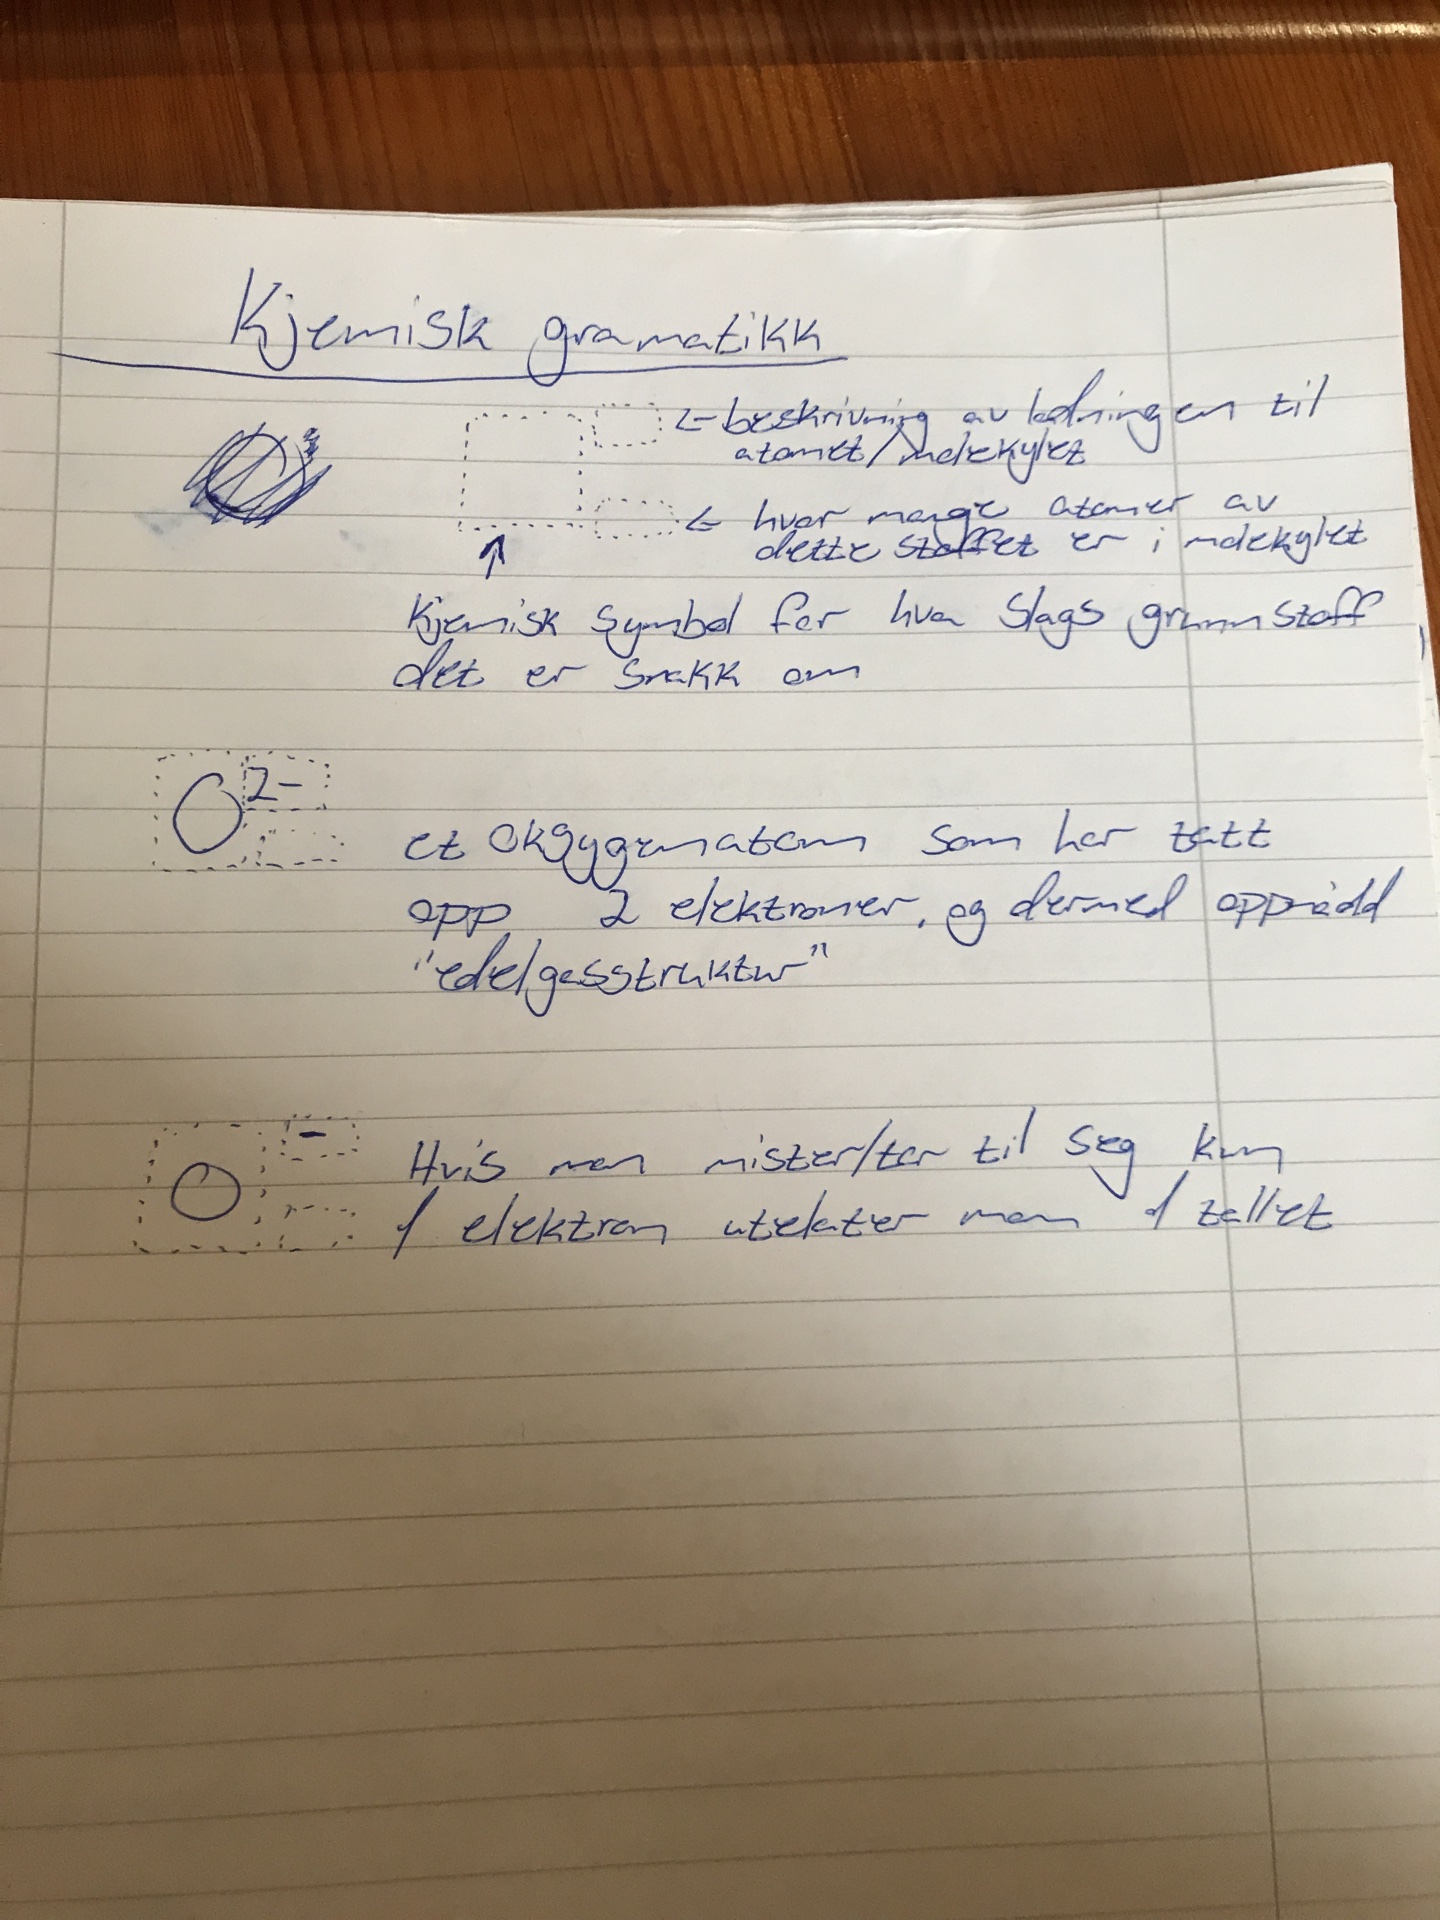 Kjemisk gramatikk
<- beskrivning av ladningen til
atomet/molekylet
<- hvor mange atomer av
dette stoffet er i molekylet
↑
Kjemisk symbol for hva slags grunnstoff
det er snakk om
O 2-
et oksygenatom som har tatt
opp 2 elektroner, og dermed oppnådd
"edelgasstruktur"
O -
Hvis man mister/tar til seg kun
1 elektron utelater man 1 tallet